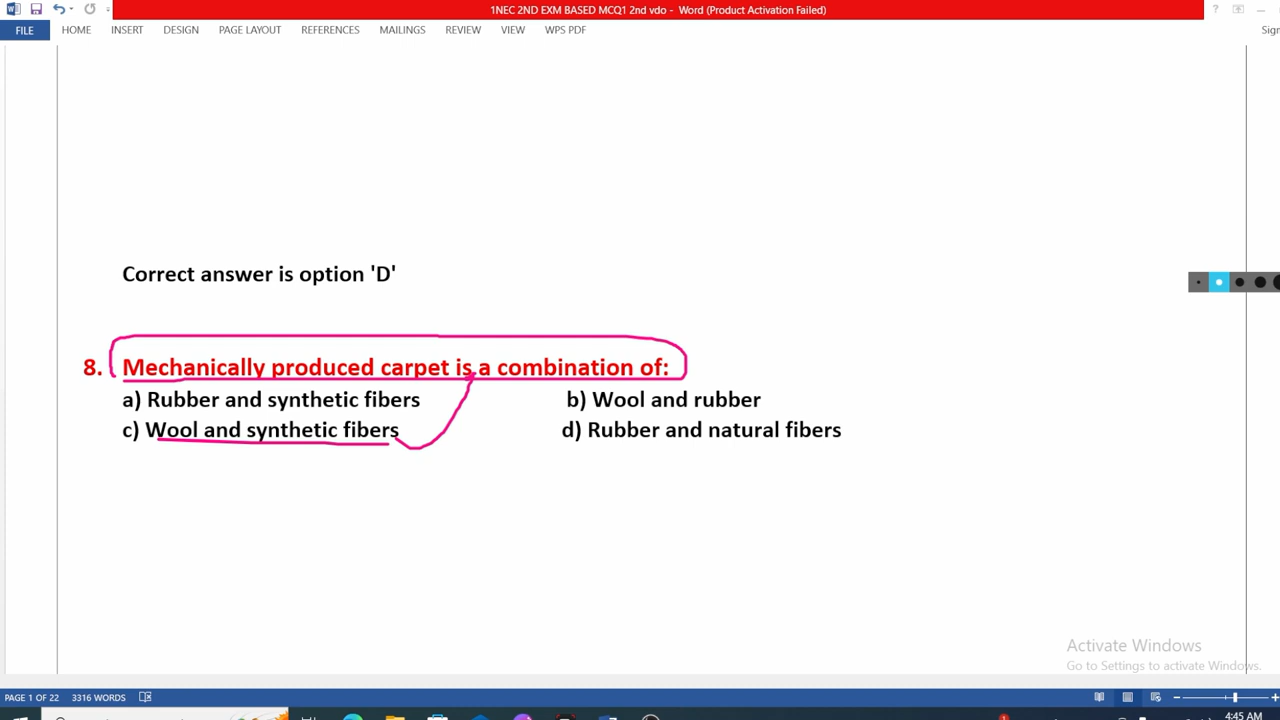 1NEC 2ND EXM BASED MCQ1 2nd vdo - Word (Product Activation Failed)
FILE HOME INSERT DESIGN PAGE LAYOUT REFERENCES MAILINGS REVIEW VIEW WPS PDF
Correct answer is option 'D'
8. Mechanically produced carpet is a combination of:
a) Rubber and synthetic fibers b) Wool and rubber
c) Wool and synthetic fibers d) Rubber and natural fibers
Activate Windows
Go to Settings to activate Windows.
PAGE 1 OF 22 3316 WORDS
4:45 AM